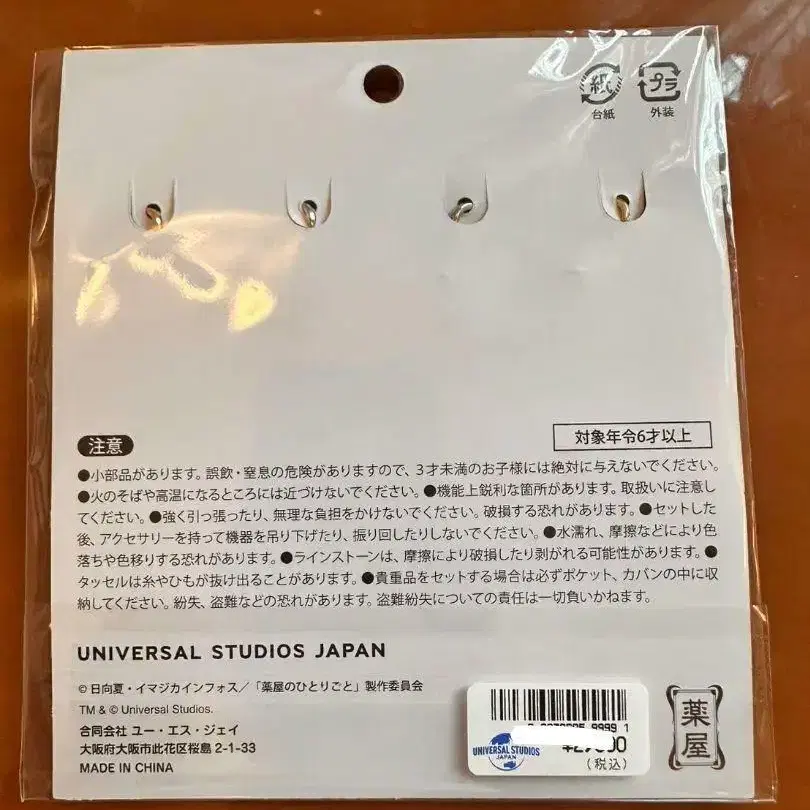 紙
プラ
台紙
外装
注意
対象年令6才以上
●小部品があります。誤飲・窒息の危険がありますので、3才未満のお子様には絶対に与えないでください。
●火のそばや高温になるところには近づけないでください。●機能上鋭利な箇所があります。取扱いに注意し
てください。●強く引っ張ったり、無理な負担をかけないでください。破損する恐れがあります。●セットした
後、アクセサリーを持って機器を吊り下げたり、振り回したりしないでください。●水濡れ、摩擦などにより色
落ちや色移りする恐れがあります。●ラインストーンは、摩擦により破損したり剥がれる可能性があります。●
タッセルは糸やひもが抜け出ることがあります。●貴重品をセットする場合は必ずポケット、カバンの中に収
納してください。紛失、盗難などの恐れがあります。盗難紛失についての責任は一切負いかねます。
UNIVERSAL STUDIOS JAPAN
© 日向夏・イマジカインフォス／「薬屋のひとりごと」製作委員会
TM & © Universal Studios.
合同会社 ユー・エス・ジェイ
大阪府大阪市此花区桜島 2-1-33
MADE IN CHINA
UNIVERSAL STUDIOS
JAPAN
(税込)
薬屋